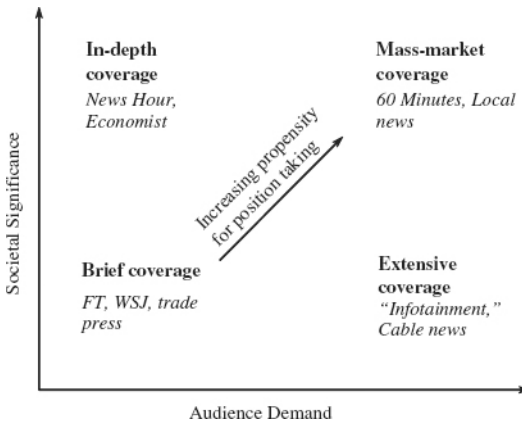 In-depth
coverage
News Hour,
Economist
Mass-market
coverage
60 Minutes, Local
news
Increasing propensity
for position taking
Societal Significance
Brief coverage
FT, WSJ, trade
press
Extensive
coverage
“Infotainment,”
Cable news
Audience Demand